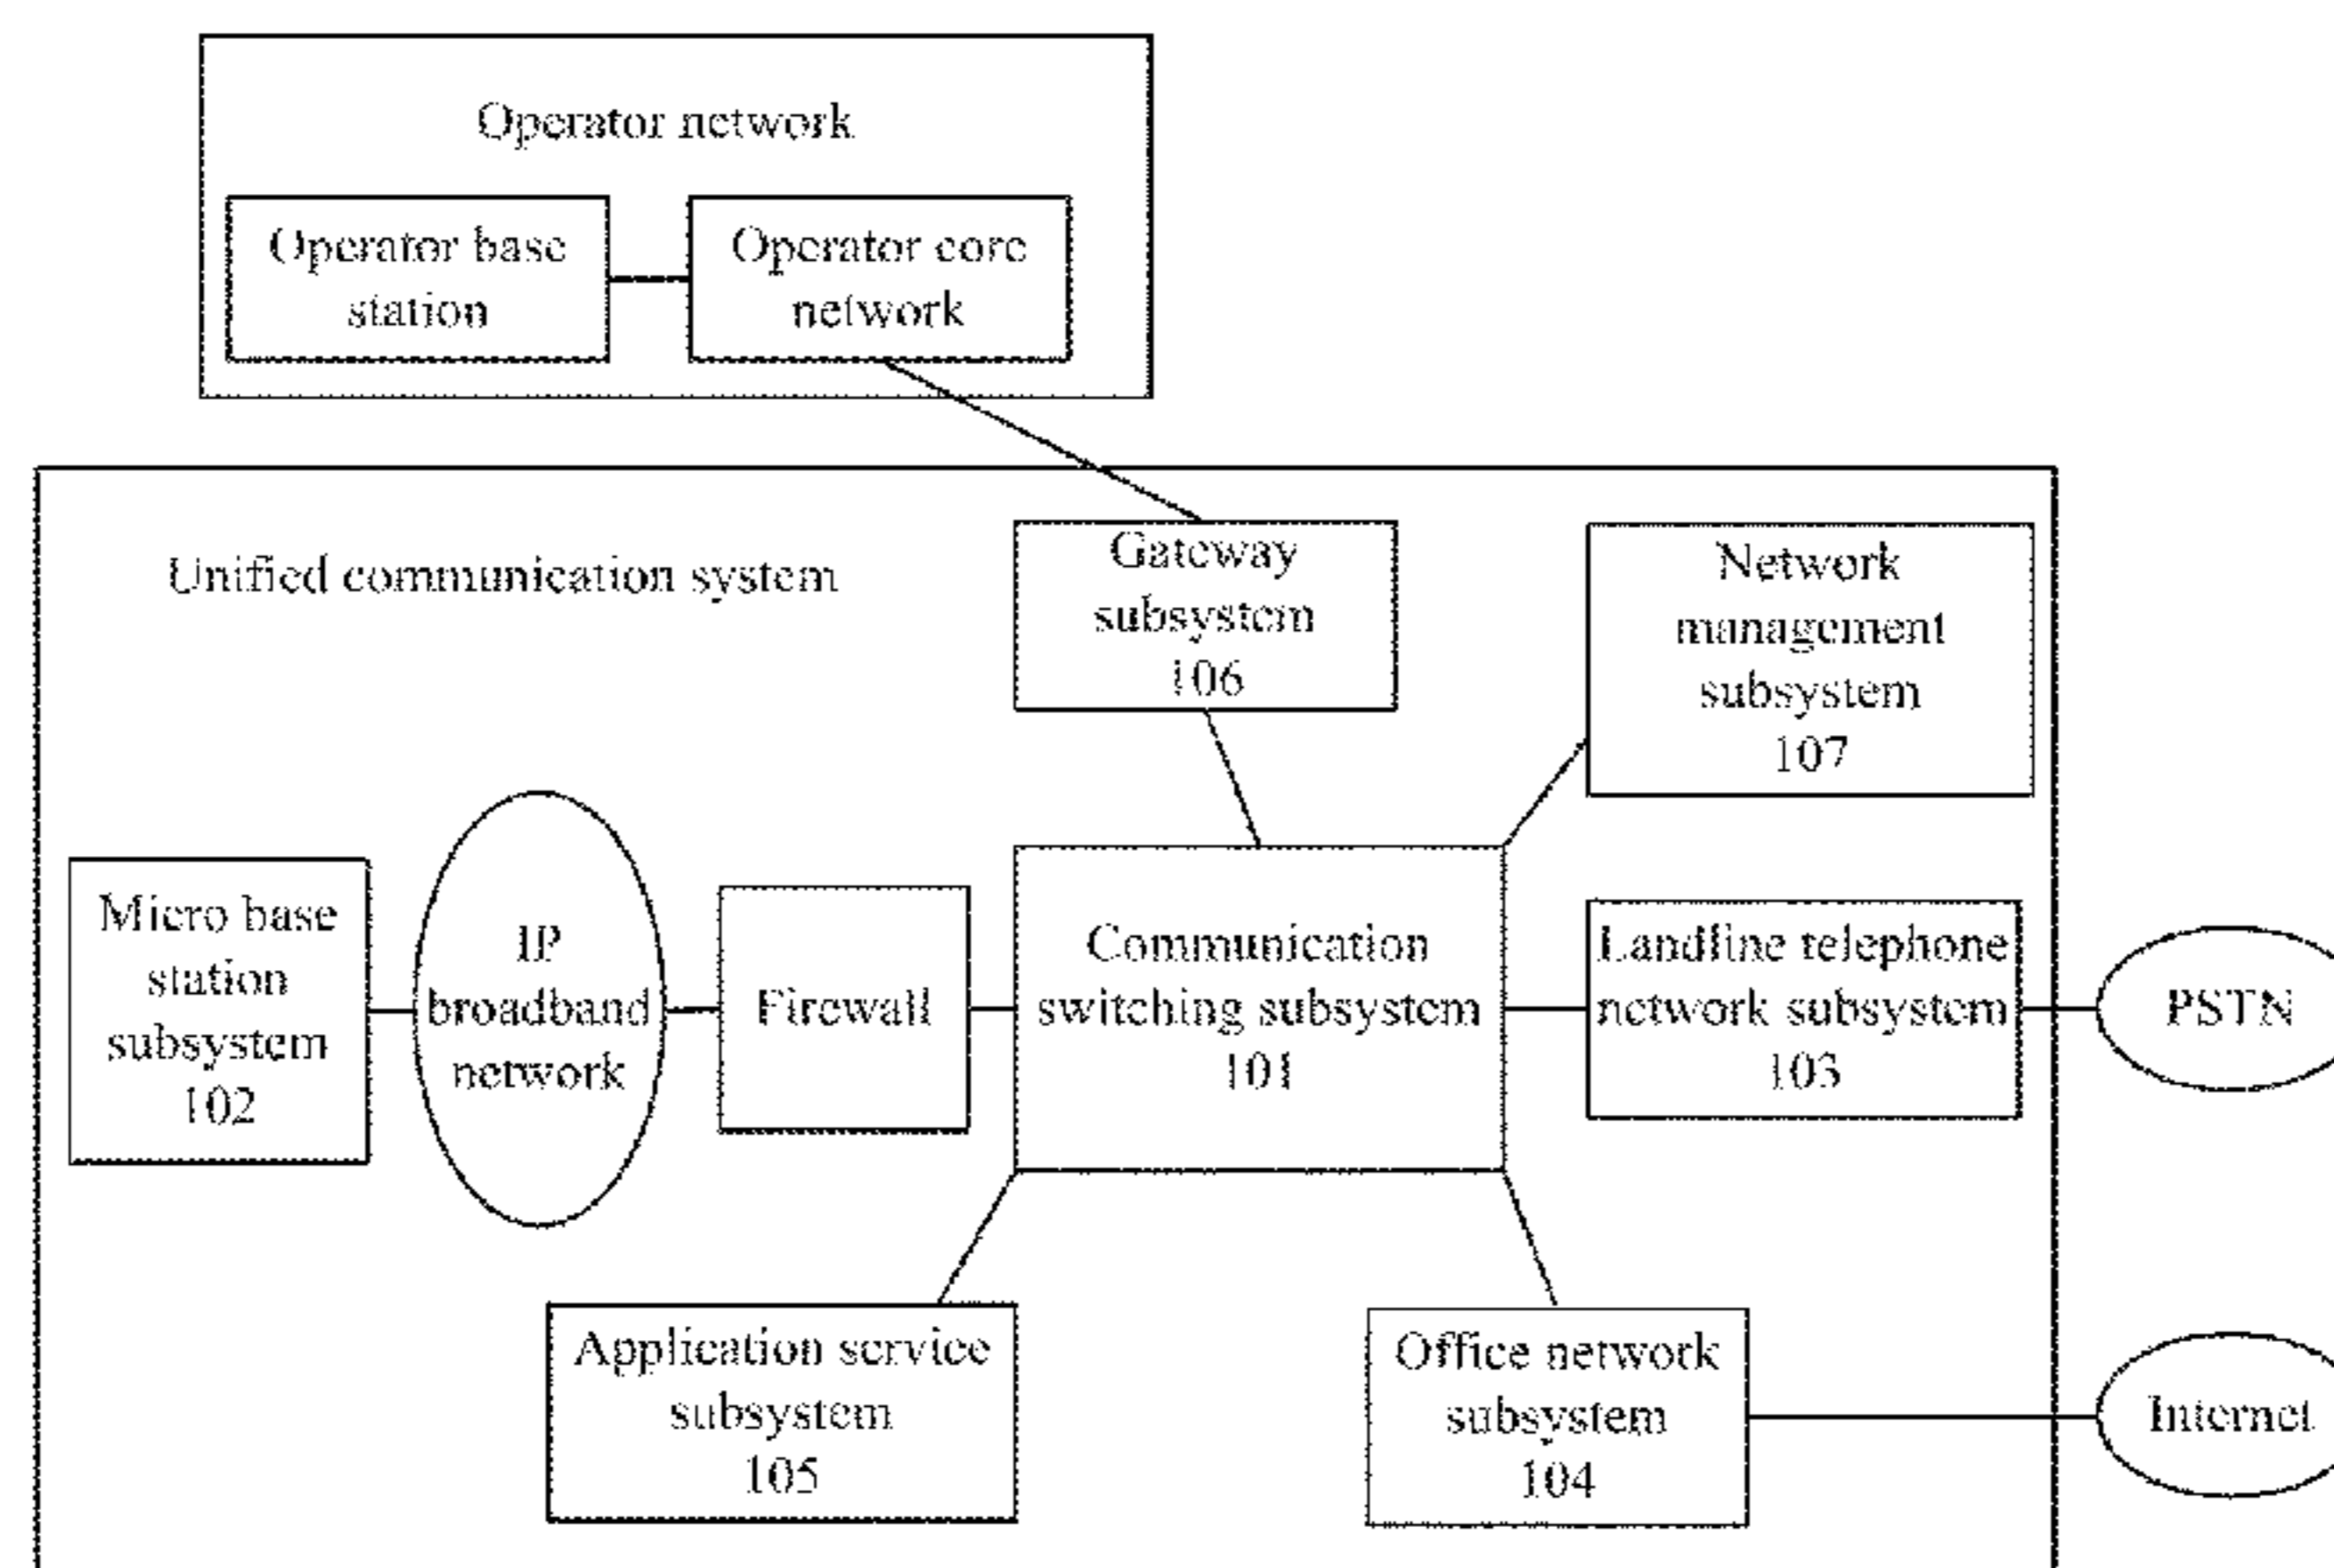 Operator network
Operator base
station
Operator core
network
Unified communication system
Gateway
subsystem
106
Network
management
subsystem
107
Micro base
station
subsystem
102
IP
broadband
network
Firewall
Communication
switching subsystem
101
Landline telephone
network subsystem
103
PSTN
Application service
subsystem
105
Office network
subsystem
104
Internet